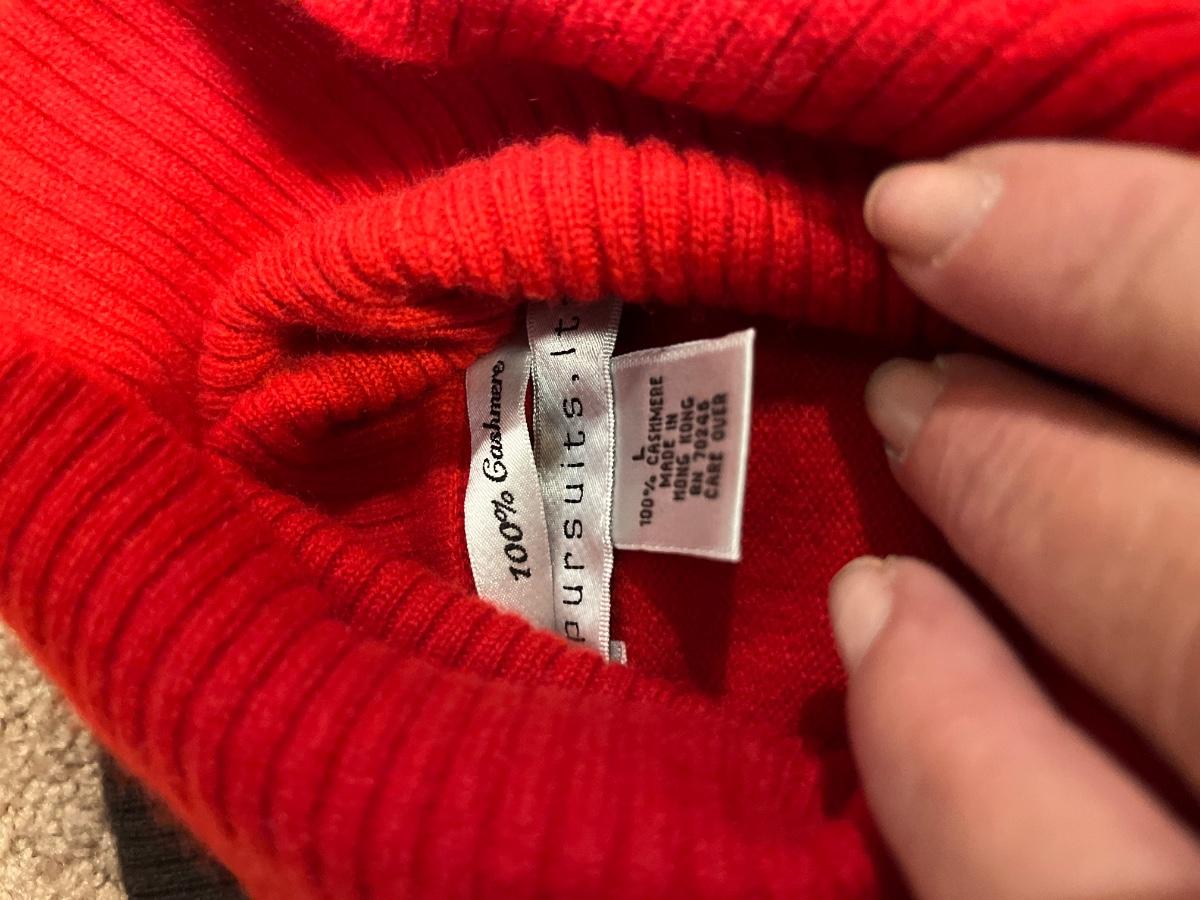 100% Cashmere
pursuits, lt
L
100% CASHMERE
MADE IN
HONG KONG
RN 70246
CARE OVER